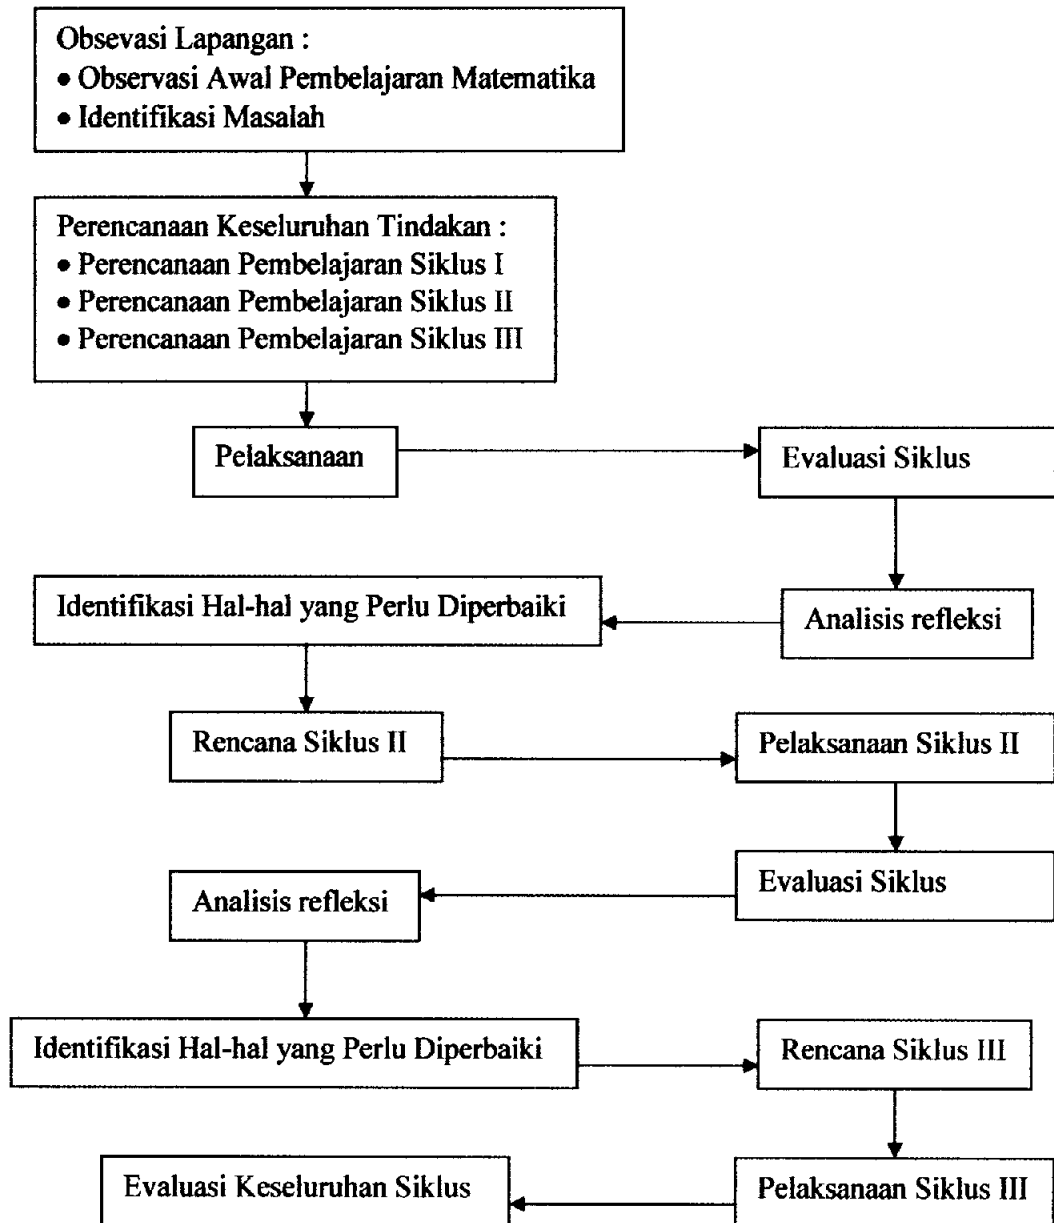 Obsevasi Lapangan :
• Observasi Awal Pembelajaran Matematika
• Identifikasi Masalah
Perencanaan Keseluruhan Tindakan :
• Perencanaan Pembelajaran Siklus I
• Perencanaan Pembelajaran Siklus II
• Perencanaan Pembelajaran Siklus III
Pelaksanaan
Evaluasi Siklus
Analisis refleksi
Identifikasi Hal-hal yang Perlu Diperbaiki
Rencana Siklus II
Pelaksanaan Siklus II
Evaluasi Siklus
Analisis refleksi
Identifikasi Hal-hal yang Perlu Diperbaiki
Rencana Siklus III
Pelaksanaan Siklus III
Evaluasi Keseluruhan Siklus